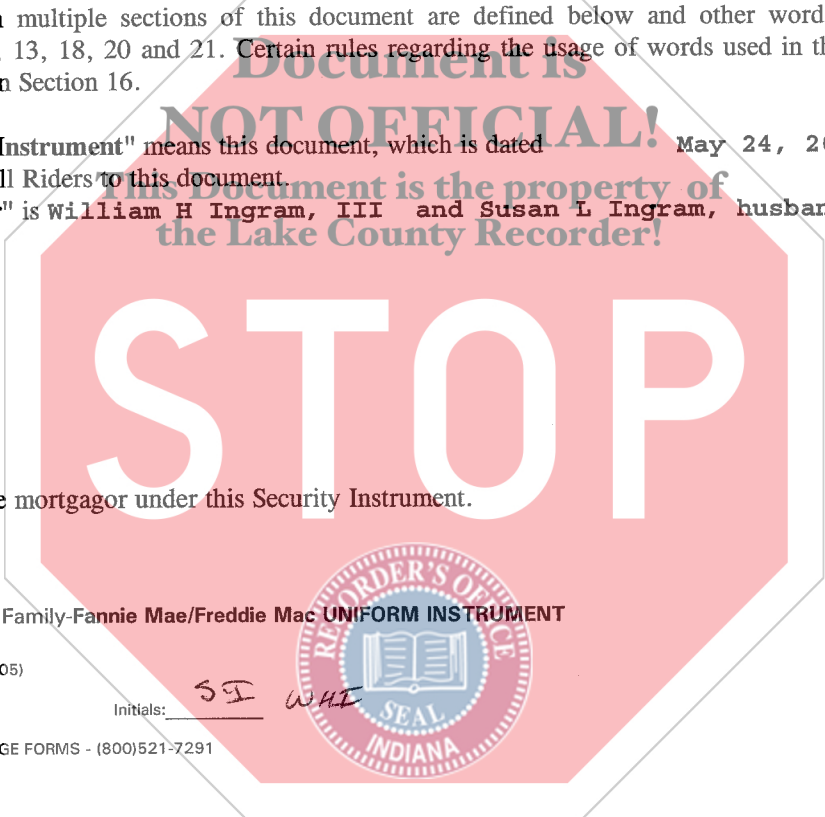 multiple sections of this document are defined below and other word
13, 18, 20 and 21. Certain rules regarding the usage of words used in th
n Section 16.
Document is
NOT OFFICIAL!
Instrument" means this document, which is dated May 24, 20
ll Riders to this document.
This Document is the property of
" is William H Ingram, III and Susan L Ingram, husban
the Lake County Recorder!
STOP
e mortgagor under this Security Instrument.
RECORDER'S OFFICE
Family-Fannie Mae/Freddie Mac UNIFORM INSTRUMENT
05)
SI WHI
Initials:
SEAL
INDIANA
GE FORMS - (800)521-7291